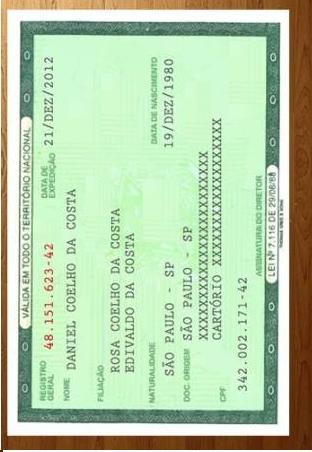 VÁLIDA EM TODO O TERRITÓRIO NACIONAL
REGISTRO GERAL 48.151.623-42 DATA DE EXPEDIÇÃO 21/DEZ/2012
NOME DANIEL COELHO DA COSTA
FILIAÇÃO
ROSA COELHO DA COSTA
EDIVALDO DA COSTA
NATURALIDADE DATA DE NASCIMENTO
SÃO PAULO - SP 19/DEZ/1980
DOC. ORIGEM SÃO PAULO - SP
XXXXXXXXXXXXXXXXXXXXXXX
CARTÓRIO XXXXXXXXXXXXXXXX
CPF
342.002.171-42
ASSINATURA DO DIRETOR
LEI Nº 7.116 DE 29/08/83